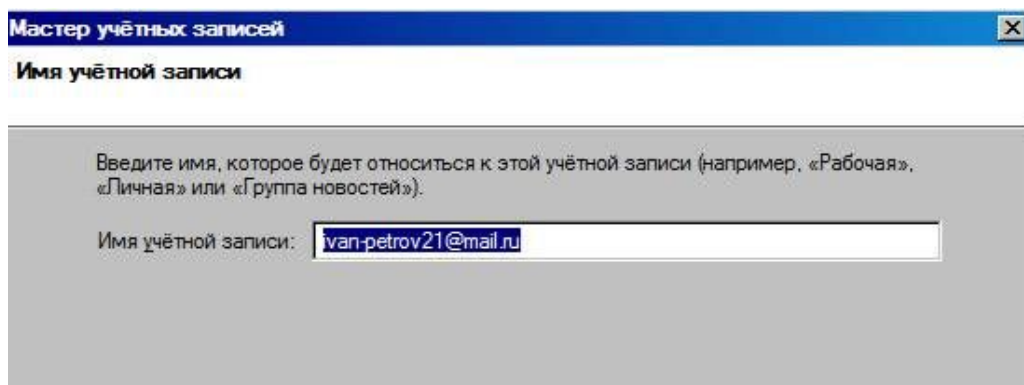 Мастер учётных записей
Имя учётной записи
Введите имя, которое будет относиться к этой учётной записи (например, «Рабочая»,
«Личная» или «Группа новостей»).
Имя учётной записи: ivan-petrov21@mail.ru